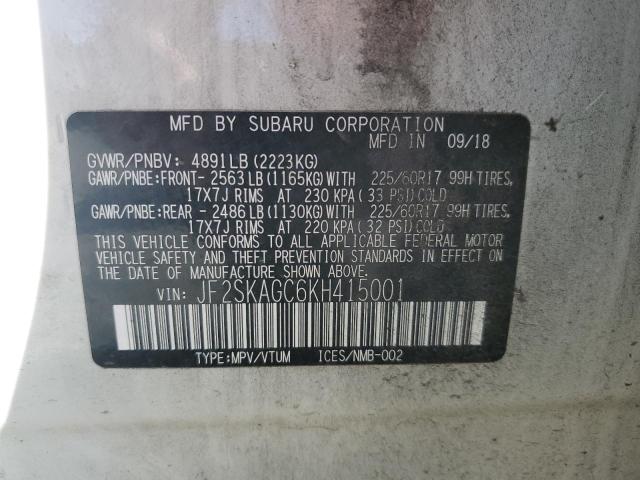 MFD BY SUBARU CORPORATION
MFD IN 09/18
GVWR/PNBV: 4891LB(2223KG)
GAWR/PNBE:FRONT-2563LB(1165KG)WITH 225/60R17 99H TIRES,
17X7J RIMS AT 230 KPA(33 PSI)COLD
GAWR/PNBE:REAR -2486LB(1130KG)WITH 225/60R17 99H TIRES,
17X7J RIMS AT 220 KPA(32 PSI)COLD
THIS VEHICLE CONFORMS TO ALL APPLICABLE FEDERAL MOTOR
VEHICLE SAFETY AND THEFT PREVENTION STANDARDS IN EFFECT
ON THE DATE OF MANUFACTURE SHOWN ABOVE.
VIN: JF2SKAGC6KH415001
TYPE:MPV/VTUM ICES/NMB-002